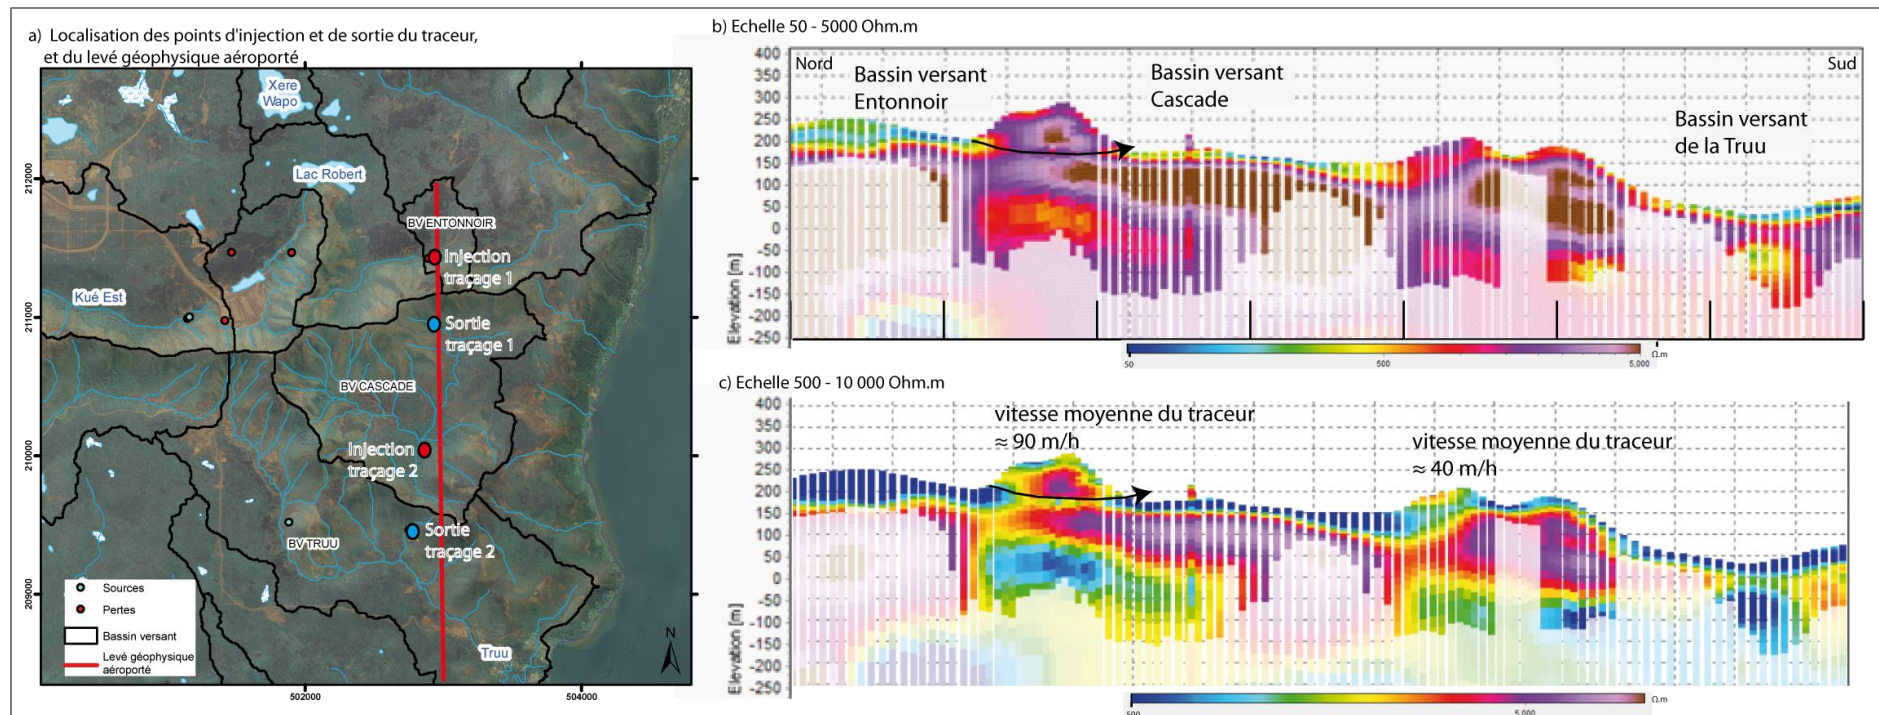 a) Localisation des points d'injection et de sortie du traceur,
et du levé géophysique aéroporté
Xere
Wapo
Lac Robert
BV ENTONNOIR
Injection
traçage 1
Kué Est
Sortie
traçage 1
BV CASCADE
Injection
traçage 2
Sortie
traçage 2
BV TRUU
Truu
Sources
Pertes
Bassin versant
Levé géophysique
aéroporté
N
212000
211000
210000
209000
502000
504000
b) Echelle 50 - 5000 Ohm.m
400
350
300
250
200
150
100
50
0
-50
-100
-150
-200
-250
Elevation [m]
Nord
Sud
Bassin versant
Entonnoir
Bassin versant
Cascade
Bassin versant
de la Truu
50
500
5,000
Ω.m
c) Echelle 500 - 10 000 Ohm.m
400
350
300
250
200
150
100
50
0
-50
-100
-150
-200
-250
Elevation [m]
vitesse moyenne du traceur
≈ 90 m/h
vitesse moyenne du traceur
≈ 40 m/h
500
5,000
Ω.m